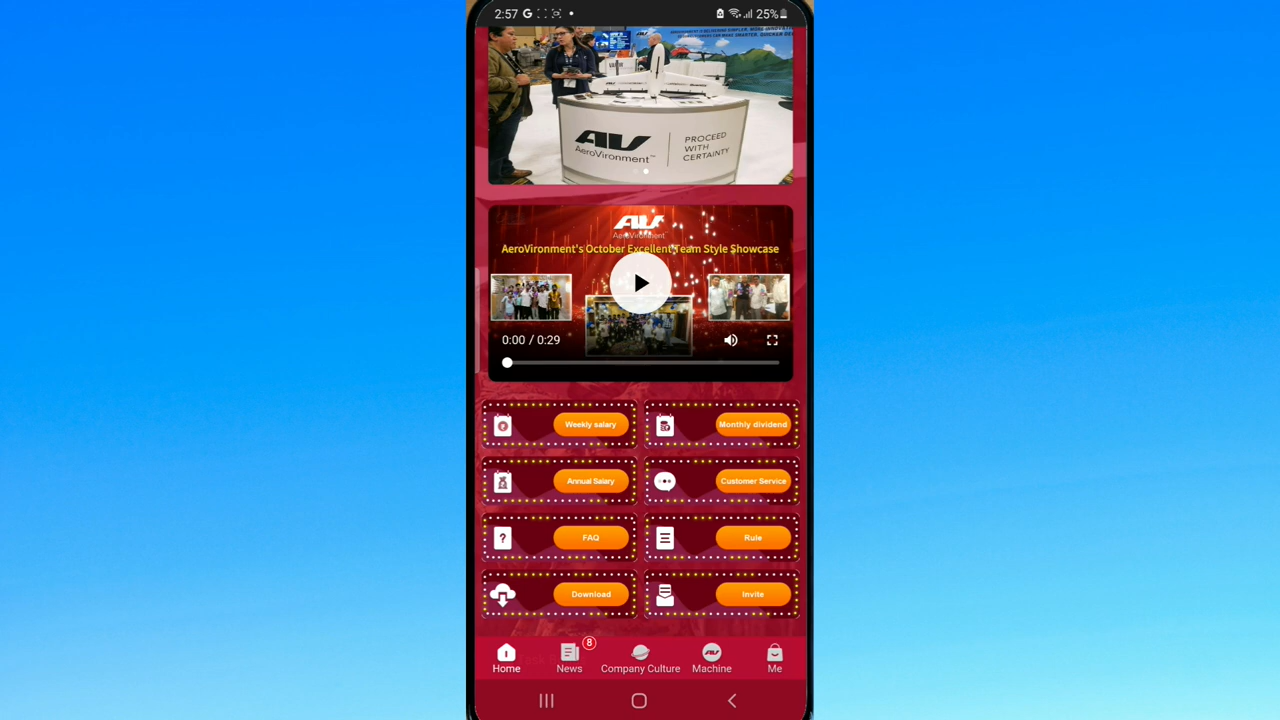 2:57
25%
AV
AeroVironment™
PROCEED
WITH
CERTAINTY
AV
AeroVironment
AeroVironment's October Excellent Team Style Showcase
0:00 / 0:29
Weekly salary
Monthly dividend
Annual Salary
Customer Service
FAQ
Rule
Download
Invite
8
Home
News
Company Culture
Machine
Me